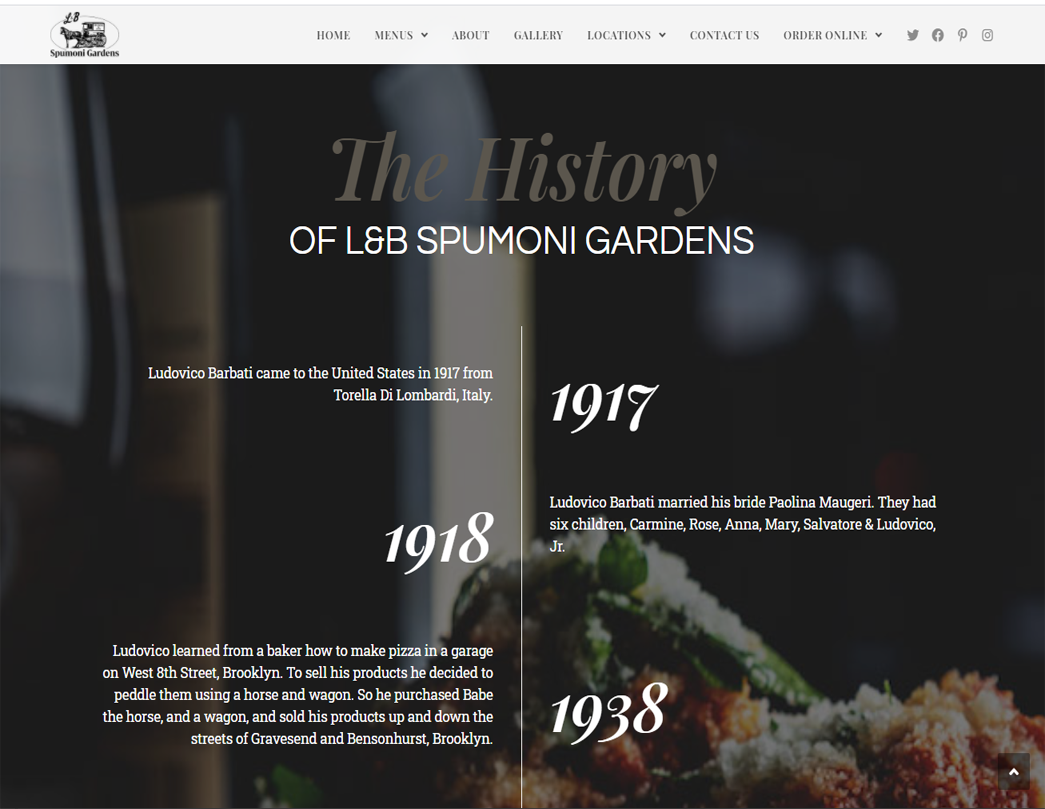 L&B
Spumoni Gardens
HOME MENUS ABOUT GALLERY LOCATIONS CONTACT US ORDER ONLINE
The History
OF L&B SPUMONI GARDENS
Ludovico Barbati came to the United States in 1917 from
Torella Di Lombardi, Italy.
1917
1918
Ludovico Barbati married his bride Paolina Maugeri. They had
six children, Carmine, Rose, Anna, Mary, Salvatore & Ludovico,
Jr.
Ludovico learned from a baker how to make pizza in a garage
on West 8th Street, Brooklyn. To sell his products he decided to
peddle them using a horse and wagon. So he purchased Babe
the horse, and a wagon, and sold his products up and down the
streets of Gravesend and Bensonhurst, Brooklyn.
1938